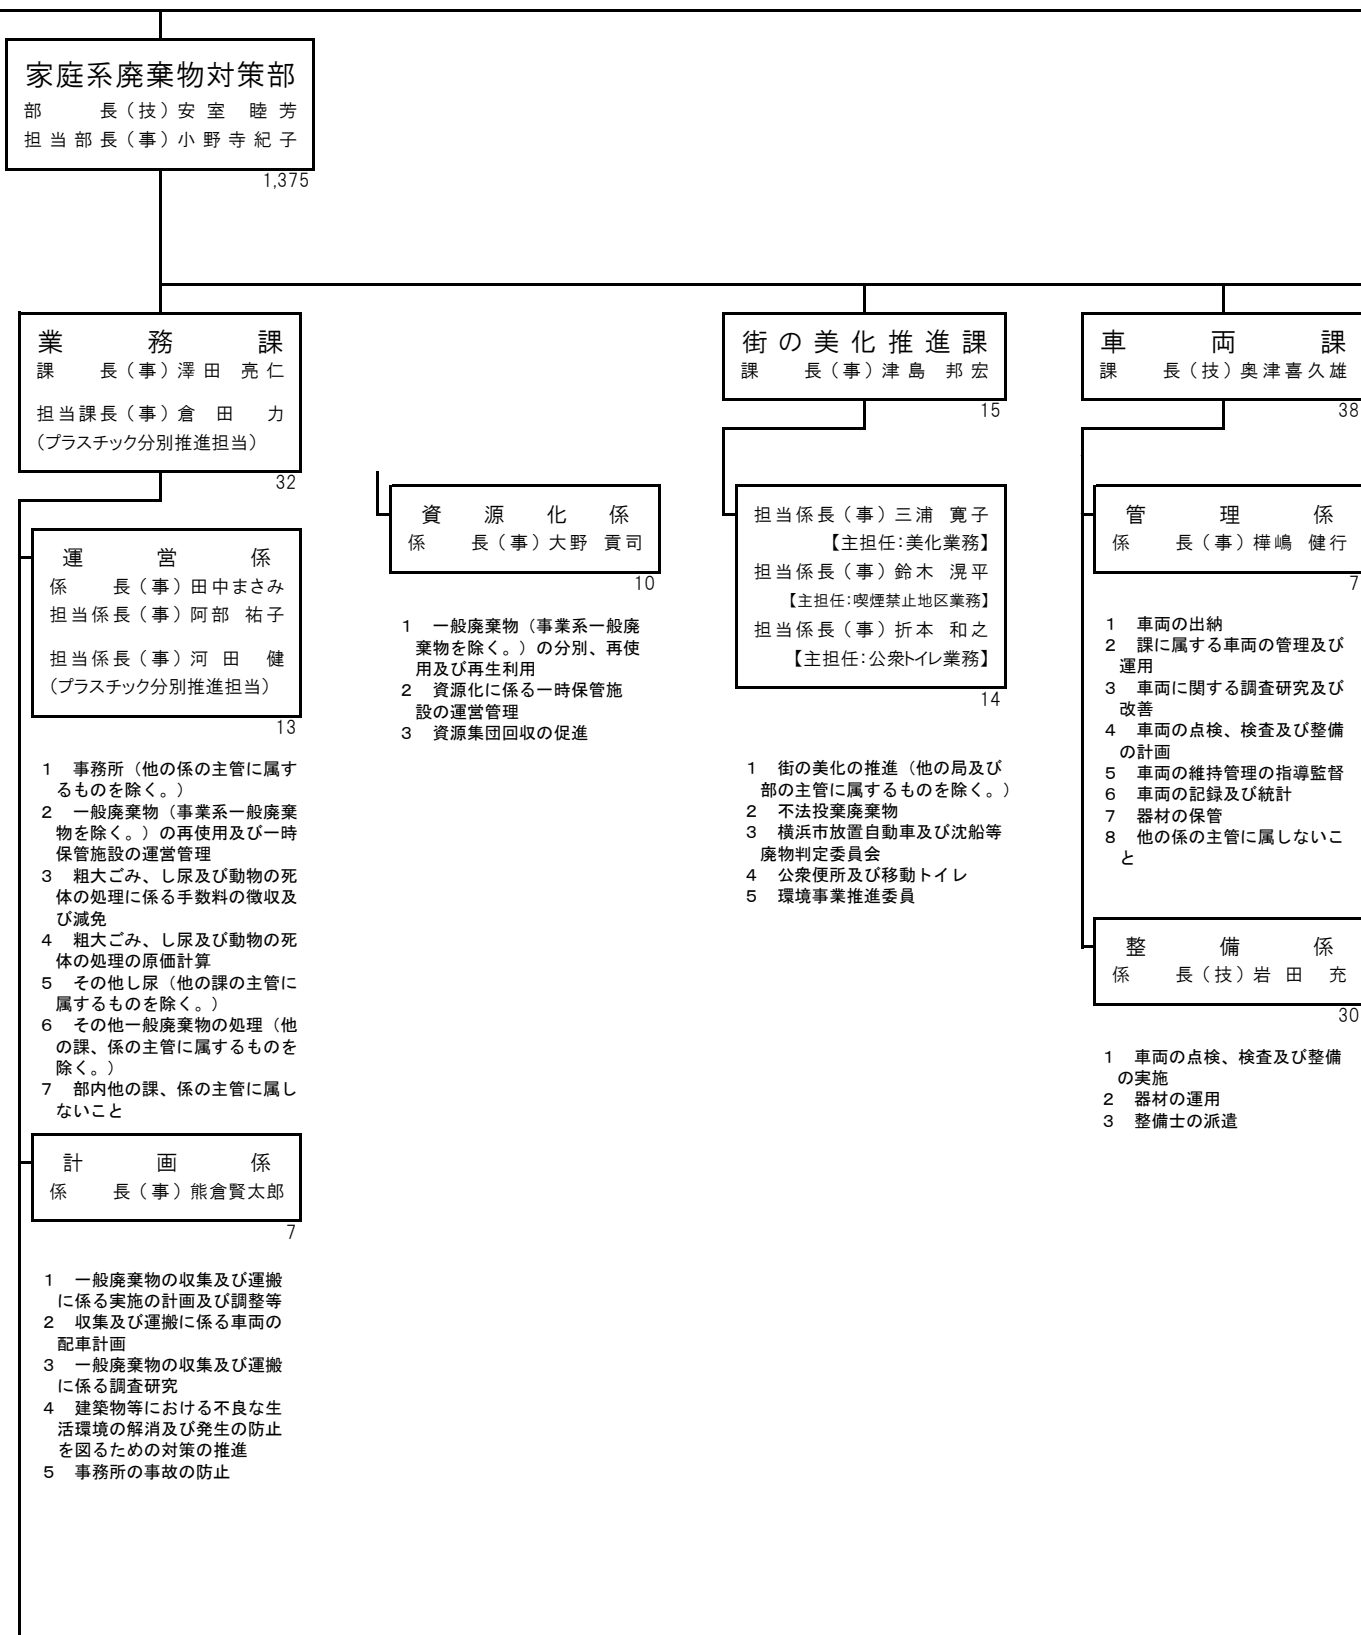 家庭系廃棄物対策部
部　　長（技）安室　睦芳
担当部長（事）小野寺紀子
1,375
業　務　課
課　　長（事）澤田　亮仁
担当課長（事）倉田　力
（プラスチック分別推進担当）
32
運　営　係
係　　長（事）田中まさみ
担当係長（事）阿部　祐子
担当係長（事）河田　健
（プラスチック分別推進担当）
13
1　事務所（他の係の主管に属す
るものを除く。）
2　一般廃棄物（事業系一般廃棄
物を除く。）の再使用及び一時
保管施設の運営管理
3　粗大ごみ、し尿及び動物の死
体の処理に係る手数料の徴収及
び減免
4　粗大ごみ、し尿及び動物の死
体の処理の原価計算
5　その他し尿（他の課の主管に
属するものを除く。）
6　その他一般廃棄物の処理（他
の課、係の主管に属するものを
除く。）
7　部内他の課、係の主管に属し
ないこと
計　画　係
係　　長（事）熊倉賢太郎
7
1　一般廃棄物の収集及び運搬
に係る実施の計画及び調整等
2　収集及び運搬に係る車両の
配車計画
3　一般廃棄物の収集及び運搬
に係る調査研究
4　建築物等における不良な生
活環境の解消及び発生の防止
を図るための対策の推進
5　事務所の事故の防止
資　源　化　係
係　　長（事）大野　貢司
10
1　一般廃棄物（事業系一般廃
棄物を除く。）の分別、再使
用及び再生利用
2　資源化に係る一時保管施
設の運営管理
3　資源集団回収の促進
街の美化推進課
課　　長（事）津島　邦宏
15
担当係長（事）三浦　寛子
【主担任：美化業務】
担当係長（事）鈴木　滉平
【主担任：喫煙禁止地区業務】
担当係長（事）折本　和之
【主担任：公衆トイレ業務】
14
1　街の美化の推進（他の局及び
部の主管に属するものを除く。）
2　不法投棄廃棄物
3　横浜市放置自動車及び沈船等
廃物判定委員会
4　公衆便所及び移動トイレ
5　環境事業推進委員
車　両　課
課　　長（技）奥津喜久雄
38
管　理　係
係　　長（事）樺嶋　健行
7
1　車両の出納
2　課に属する車両の管理及び
運用
3　車両に関する調査研究及び
改善
4　車両の点検、検査及び整備
の計画
5　車両の維持管理の指導監督
6　車両の記録及び統計
7　器材の保管
8　他の係の主管に属しないこ
と
整　備　係
係　　長（技）岩田　充
30
1　車両の点検、検査及び整備
の実施
2　器材の運用
3　整備士の派遣